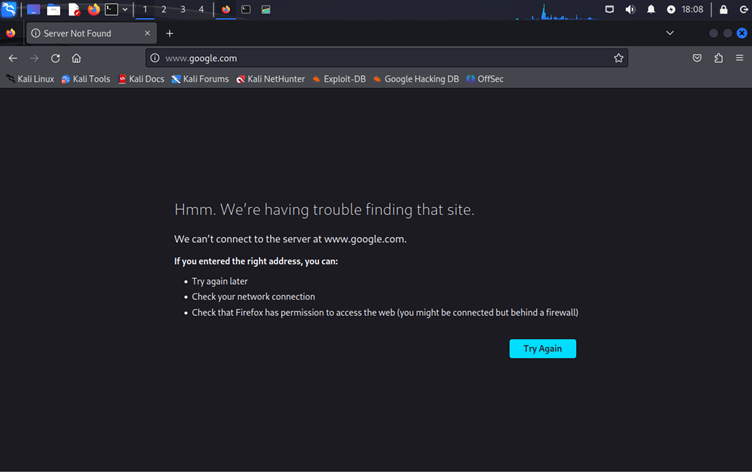 1 2 3 4 18:08
Server Not Found
www.google.com
Kali Linux Kali Tools Kali Docs Kali Forums Kali NetHunter Exploit-DB Google Hacking DB OffSec
Hmm. We're having trouble finding that site.
We can't connect to the server at www.google.com.
If you entered the right address, you can:
Try again later
Check your network connection
Check that Firefox has permission to access the web (you might be connected but behind a firewall)
Try Again